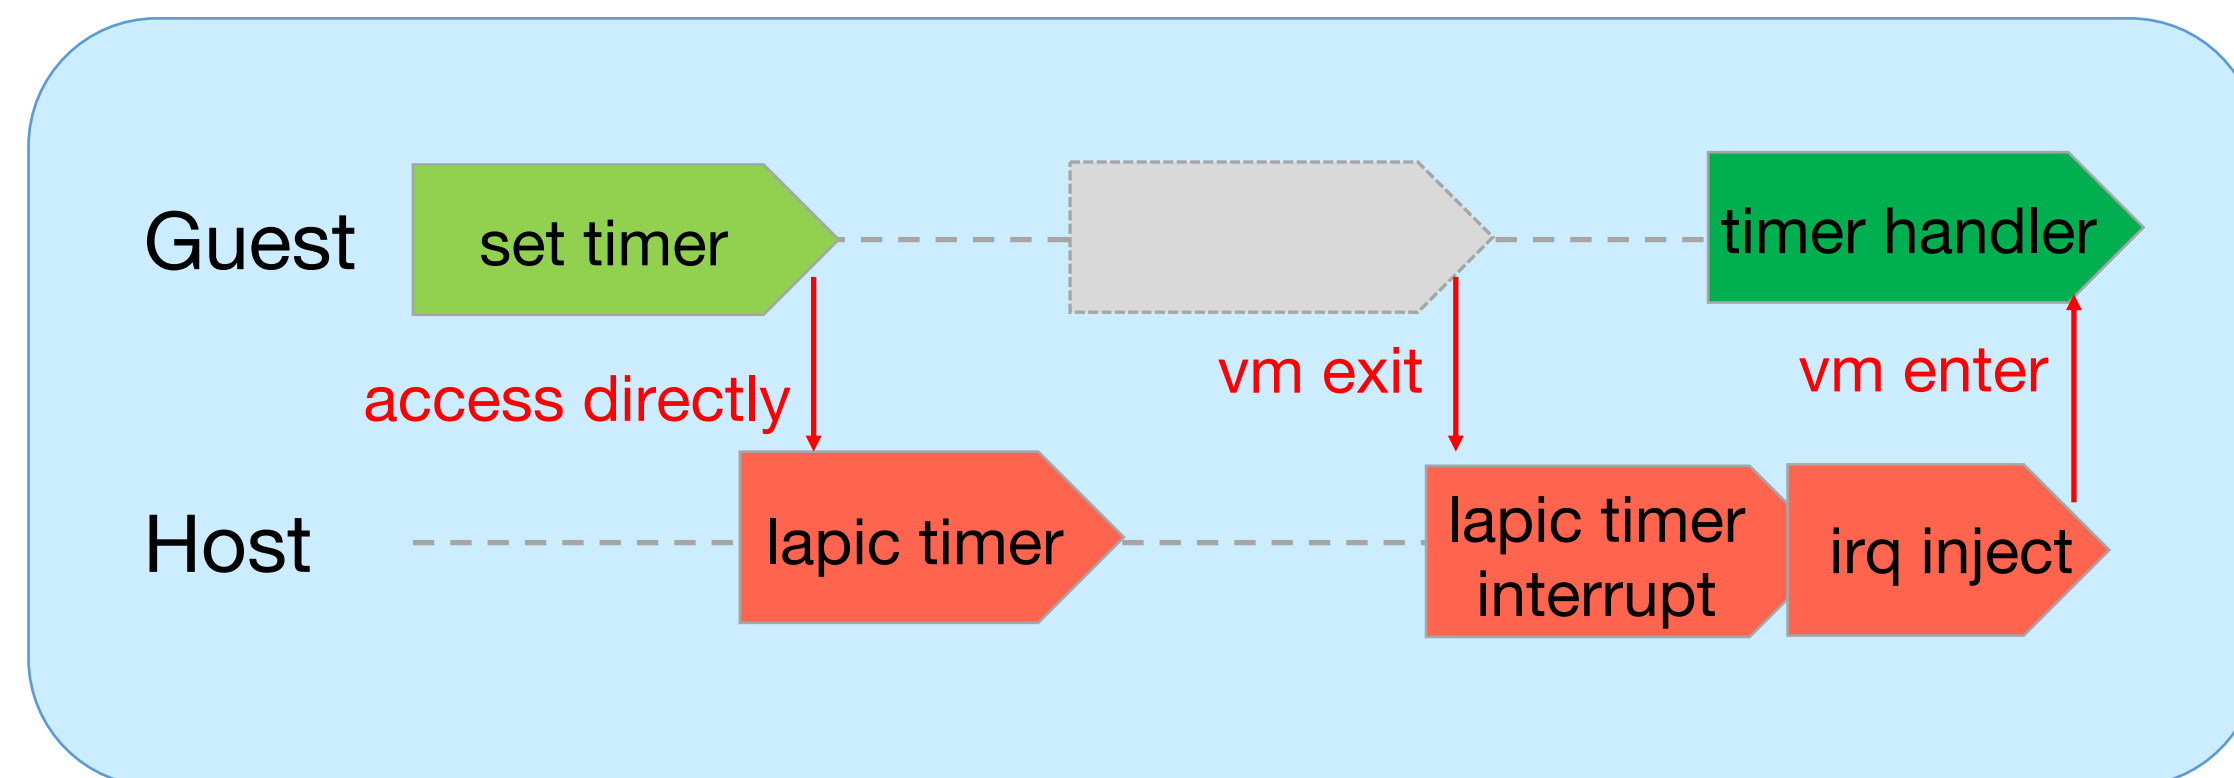 Guest
set timer
timer handler
access directly
vm exit
vm enter
Host
lapic timer
lapic timer
interrupt
irq inject